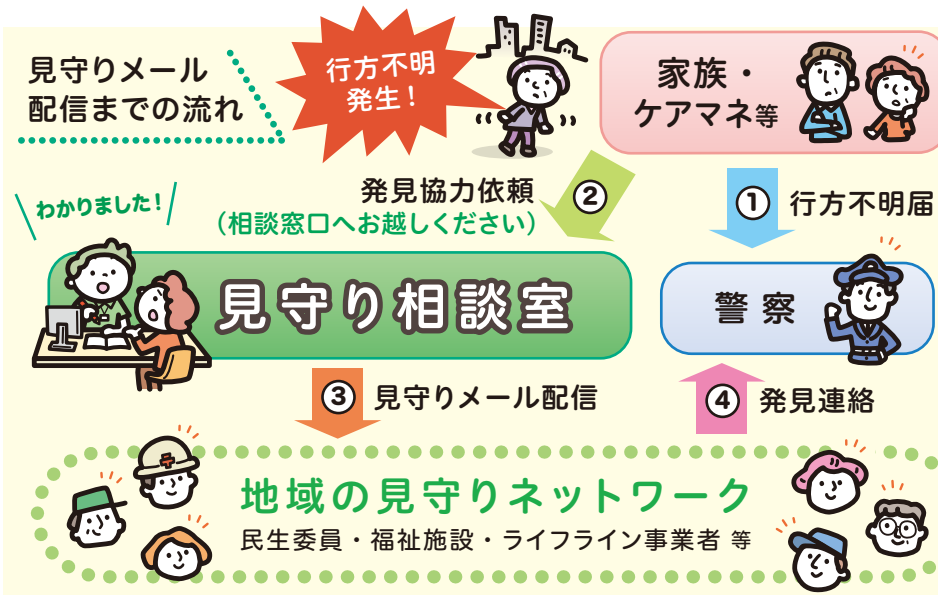 見守りメール
配信までの流れ
行方不明
発生！
家族・
ケアマネ等
発見協力依頼
（相談窓口へお越しください）
②
①
行方不明届
わかりました！
見守り相談室
警察
③
見守りメール配信
④
発見連絡
地域の見守りネットワーク
民生委員・福祉施設・ライフライン事業者 等